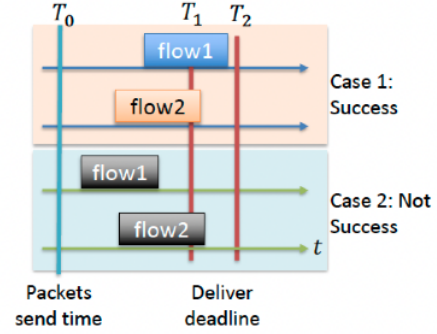 T₀ T₁ T₂
flow1
flow2
Case 1:
Success
flow1
flow2
Case 2: Not
Success
t
Packets
send time
Deliver
deadline